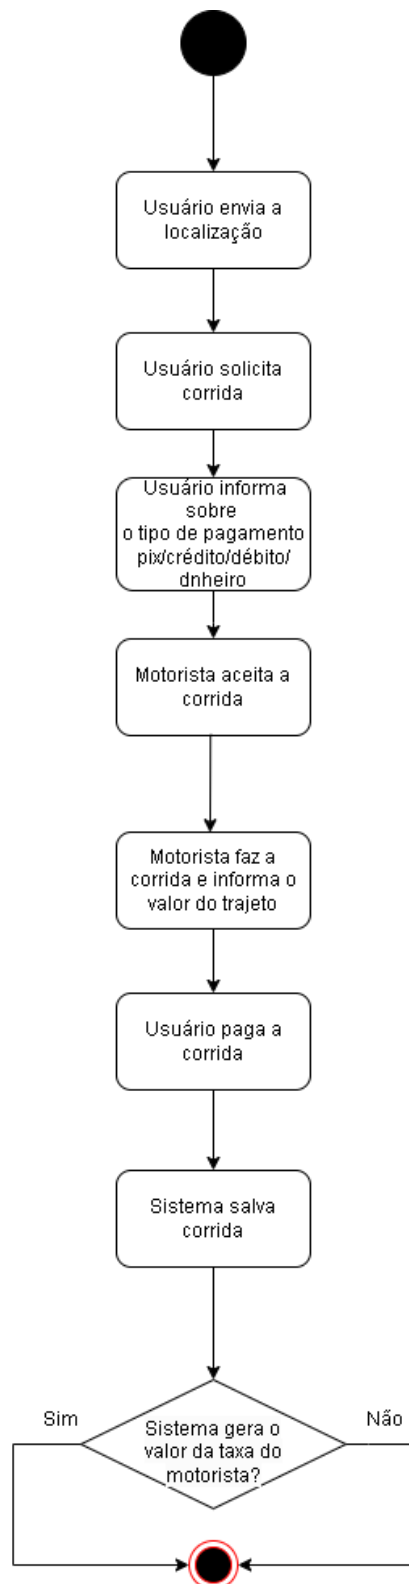 Usuário envia a
localização
Usuário solicita
corrida
Usuário informa
sobre
o tipo de pagamento
pix/crédito/débito/
dnheiro
Motorista aceita a
corrida
Motorista faz a
corrida e informa o
valor do trajeto
Usuário paga a
corrida
Sistema salva
corrida
Sim
Não
Sistema gera o
valor da taxa do
motorista?